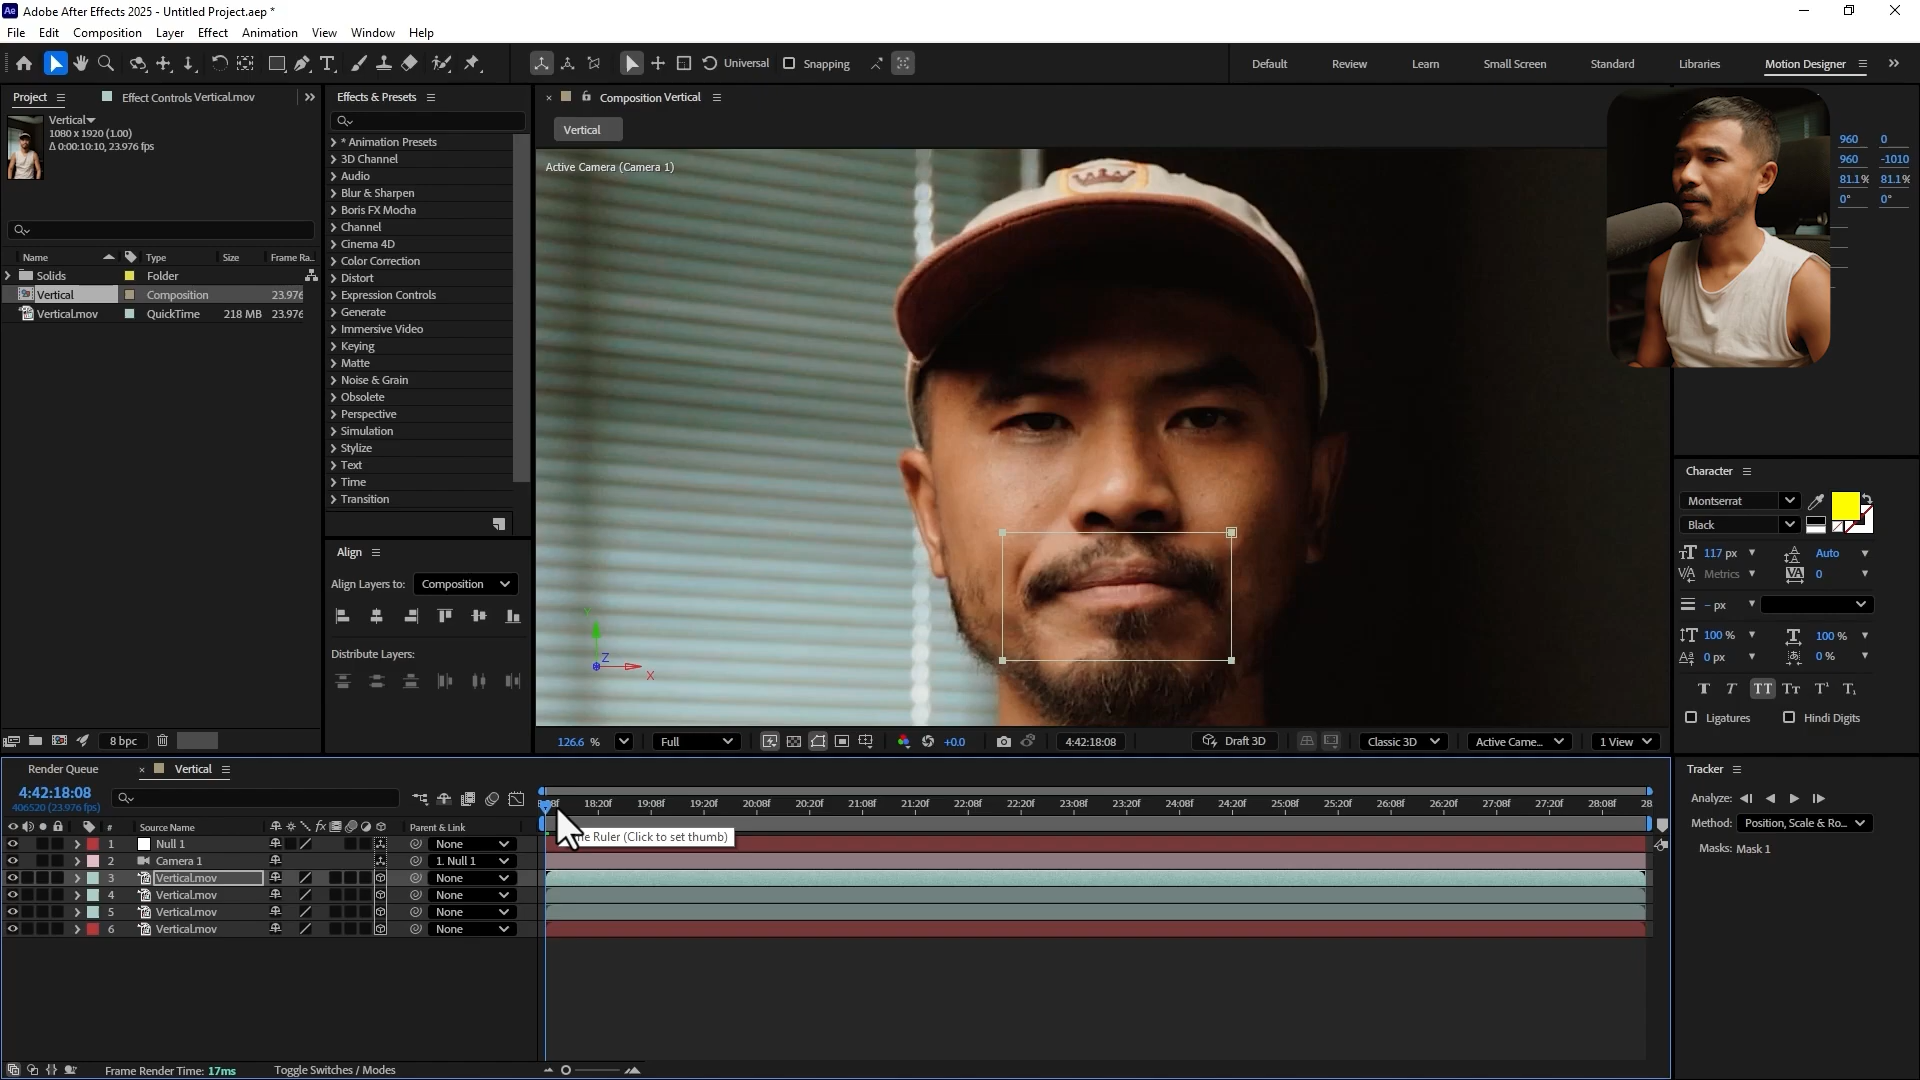 Adobe After Effects 2025 - Untitled Project.aep *
File Edit Composition Layer Effect Animation View Window Help
Universal Snapping Default Review Learn Small Screen Standard Libraries Motion Designer
Project Effect Controls Vertical.mov
Vertical
1080 x 1920 (1.00)
Δ 0:00:10:10, 23.976 fps
Name Type Size Frame Ra...
Solids Folder
Vertical Composition 23.976
Vertical.mov QuickTime 218 MB 23.976
8 bpc
Effects & Presets
* Animation Presets
3D Channel
Audio
Blur & Sharpen
Boris FX Mocha
Channel
Cinema 4D
Color Correction
Distort
Expression Controls
Generate
Immersive Video
Keying
Matte
Noise & Grain
Obsolete
Perspective
Simulation
Stylize
Text
Time
Transition
Align
Align Layers to: Composition
Distribute Layers:
Composition Vertical
Vertical
Active Camera (Camera 1)
Y
Z
X
126.6 % Full +0.0 4:42:18:08 Draft 3D Classic 3D Active Came... 1 View
960 0
960 -1010
81.1% 81.1%
0° 0°
Character
Montserrat
Black
117 px Auto
Metrics 0
- px
100 % 100 %
0 px 0 %
Ligatures Hindi Digits
Render Queue Vertical
4:42:18:08
406520 (23.976 fps)
18:20f 19:08f 19:20f 20:08f 20:20f 21:08f 21:20f 22:08f 22:20f 23:08f 23:20f 24:08f 24:20f 25:08f 25:20f 26:08f 26:20f 27:08f 27:20f 28:08f 28
# Source Name fx Parent & Link
e Ruler (Click to set thumb)
1 Null 1 None
2 Camera 1 1. Null 1
3 Vertical.mov None
4 Vertical.mov None
5 Vertical.mov None
6 Vertical.mov None
Frame Render Time: 17ms Toggle Switches / Modes
Tracker
Analyze:
Method: Position, Scale & Ro...
Masks: Mask 1